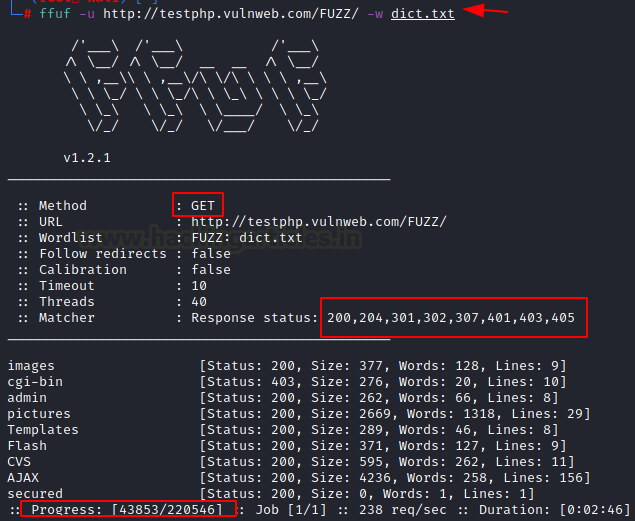 # ffuf -u http://testphp.vulnweb.com/FUZZ/ -w dict.txt
v1.2.1
:: Method : GET
:: URL : http://testphp.vulnweb.com/FUZZ/
:: Wordlist : FUZZ: dict.txt
:: Follow redirects : false
:: Calibration : false
:: Timeout : 10
:: Threads : 40
:: Matcher : Response status: 200,204,301,302,307,401,403,405
images [Status: 200, Size: 377, Words: 128, Lines: 9]
cgi-bin [Status: 403, Size: 276, Words: 20, Lines: 10]
admin [Status: 200, Size: 262, Words: 66, Lines: 8]
pictures [Status: 200, Size: 2669, Words: 1318, Lines: 29]
Templates [Status: 200, Size: 289, Words: 46, Lines: 8]
Flash [Status: 200, Size: 371, Words: 127, Lines: 9]
CVS [Status: 200, Size: 595, Words: 262, Lines: 11]
AJAX [Status: 200, Size: 4236, Words: 258, Lines: 156]
secured [Status: 200, Size: 0, Words: 1, Lines: 1]
:: Progress: [43853/220546] :: Job [1/1] :: 238 req/sec :: Duration: [0:02:46]